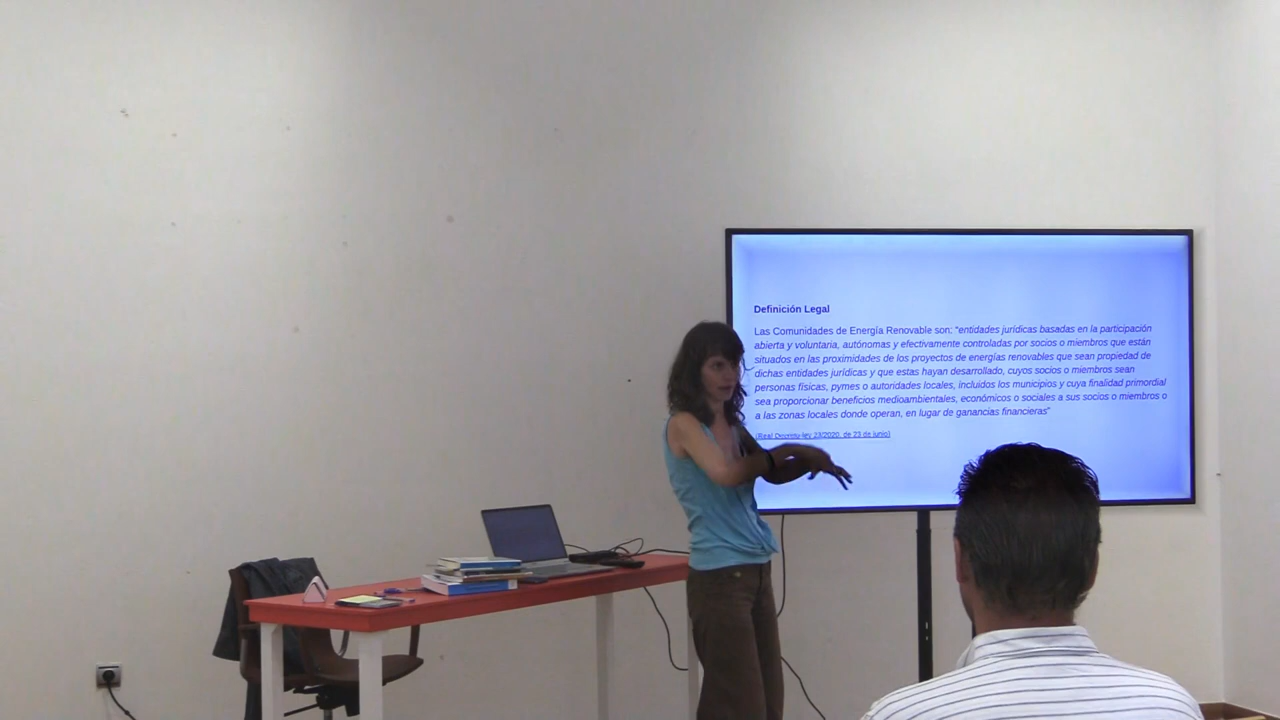 Definición Legal
Las Comunidades de Energía Renovable son: "entidades jurídicas basadas en la participación
abierta y voluntaria, autónomas y efectivamente controladas por socios o miembros que están
situados en las proximidades de los proyectos de energías renovables que sean propiedad de
dichas entidades jurídicas y que estas hayan desarrollado, cuyos socios o miembros sean
personas físicas, pymes o autoridades locales, incluidos los municipios y cuya finalidad primordial
sea proporcionar beneficios medioambientales, económicos o sociales a sus socios o miembros o
a las zonas locales donde operan, en lugar de ganancias financieras"
(Real Decreto-ley 23/2020, de 23 de junio)